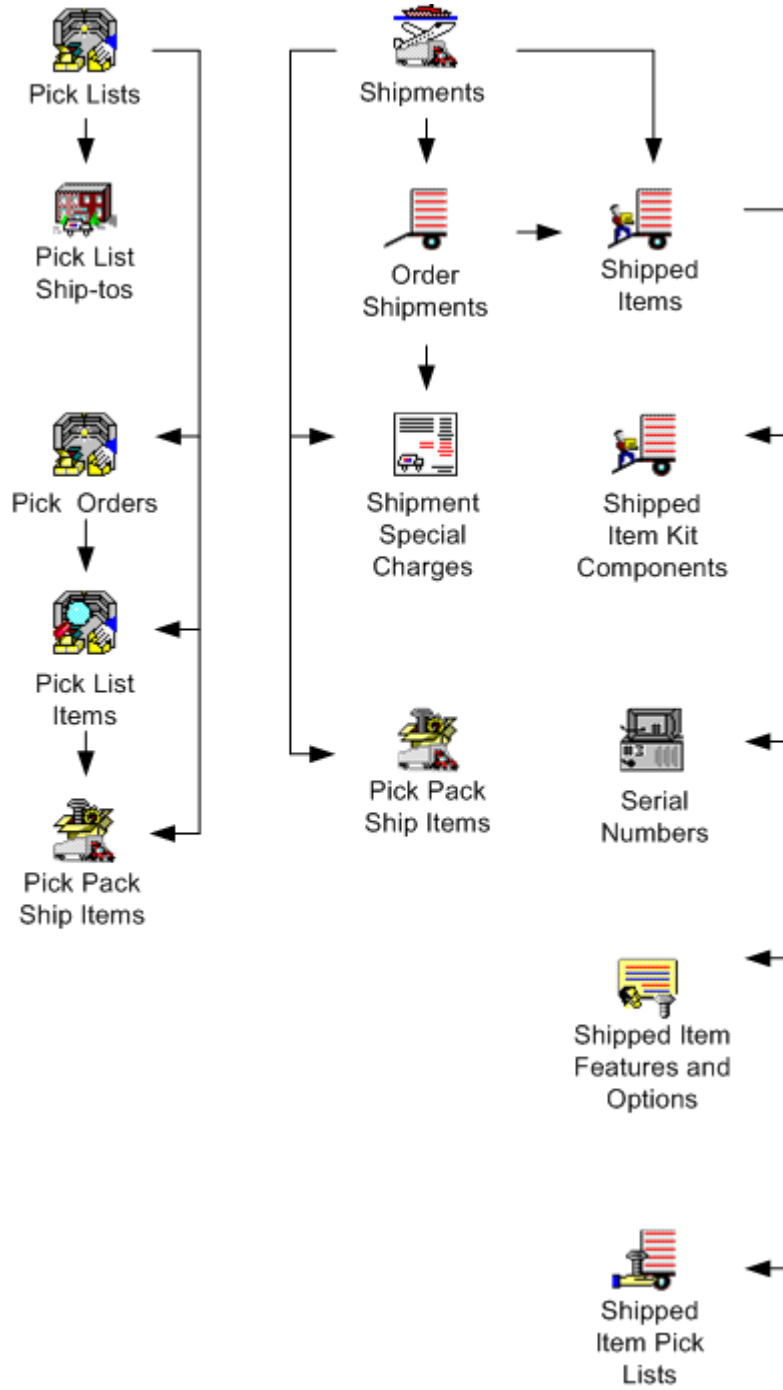 Pick Lists
Pick List
Ship-tos
Pick Orders
Pick List
Items
Pick Pack
Ship Items
Shipments
Order
Shipments
Shipment
Special
Charges
Pick Pack
Ship Items
Shipped
Items
Shipped
Item Kit
Components
Serial
Numbers
Shipped Item
Features and
Options
Shipped
Item Pick
Lists